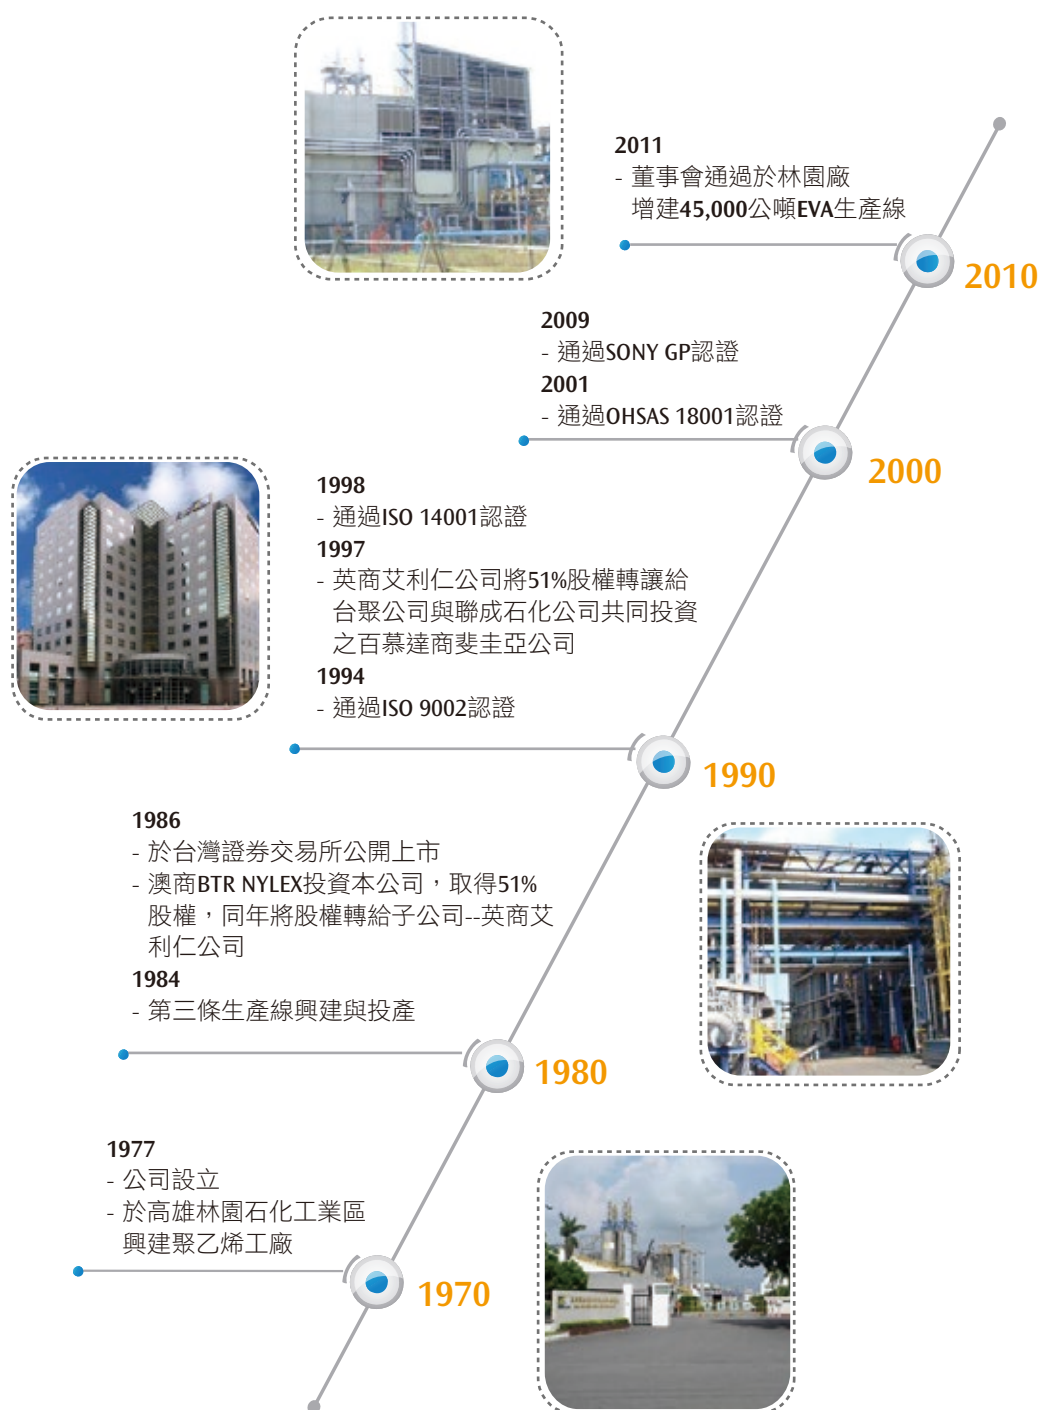 2011
- 董事會通過於林園廠
增建45,000公噸EVA生產線
2010
2009
- 通過SONY GP認證
2001
- 通過OHSAS 18001認證
2000
1998
- 通過ISO 14001認證
1997
- 英商艾利仁公司將51%股權轉讓給
台聚公司與聯成石化公司共同投資
之百慕達商斐圭亞公司
1994
- 通過ISO 9002認證
1990
1986
- 於台灣證券交易所公開上市
- 澳商BTR NYLEX投資本公司，取得51%
股權，同年將股權轉給子公司--英商艾
利仁公司
1984
- 第三條生產線興建與投產
1980
1977
- 公司設立
- 於高雄林園石化工業區
興建聚乙烯工廠
1970